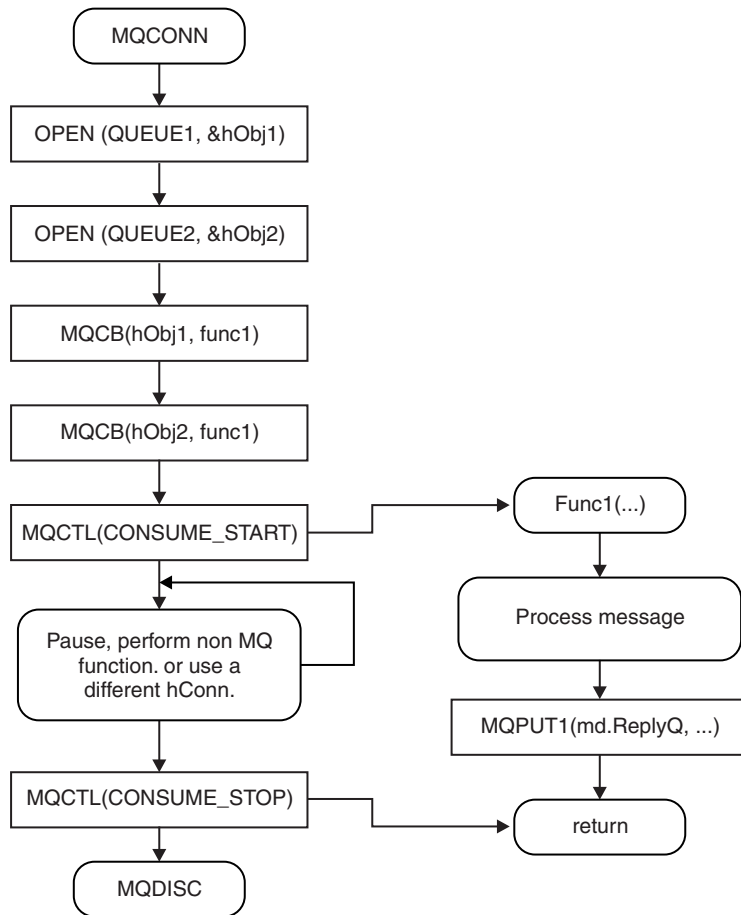 MQCONN
OPEN (QUEUE1, &hObj1)
OPEN (QUEUE2, &hObj2)
MQCB(hObj1, func1)
MQCB(hObj2, func1)
MQCTL(CONSUME_START)
Pause, perform non MQ
function. or use a
different hConn.
MQCTL(CONSUME_STOP)
MQDISC
Func1(...)
Process message
MQPUT1(md.ReplyQ, ...)
return